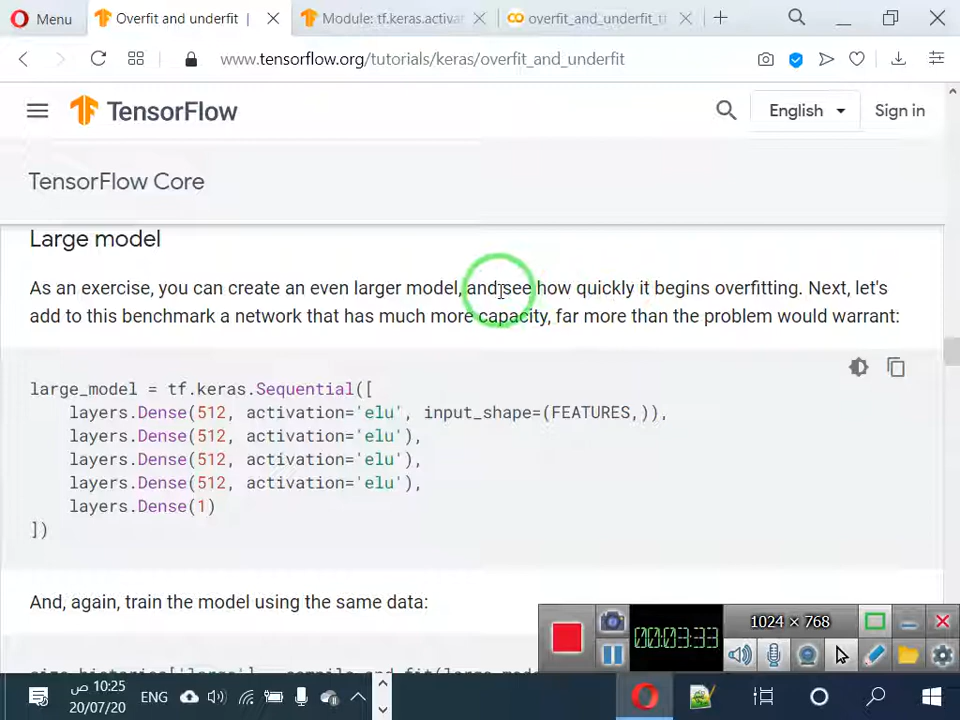 Menu
Overfit and underfit |
Module: tf.keras.activat
overfit_and_underfit_t
www.tensorflow.org/tutorials/keras/overfit_and_underfit
TensorFlow
English
Sign in
TensorFlow Core
Large model
As an exercise, you can create an even larger model, and see how quickly it begins overfitting. Next, let's
add to this benchmark a network that has much more capacity, far more than the problem would warrant:
large_model = tf.keras.Sequential([
layers.Dense(512, activation='elu', input_shape=(FEATURES,)),
layers.Dense(512, activation='elu'),
layers.Dense(512, activation='elu'),
layers.Dense(512, activation='elu'),
layers.Dense(1)
])
And, again, train the model using the same data:
1024 × 768
00:03:33
size_histories['large'] = compile_and_fit(large_mod
10:25 ص
ENG
20/07/20